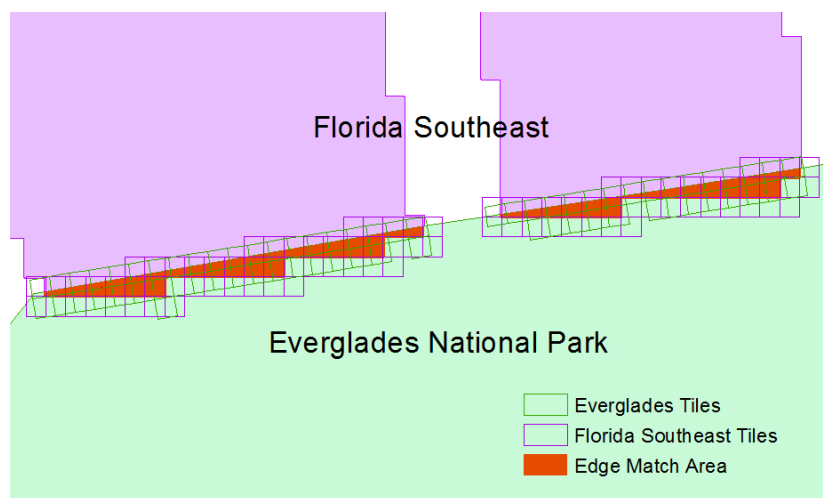 Florida Southeast
Everglades National Park
Everglades Tiles
Florida Southeast Tiles
Edge Match Area